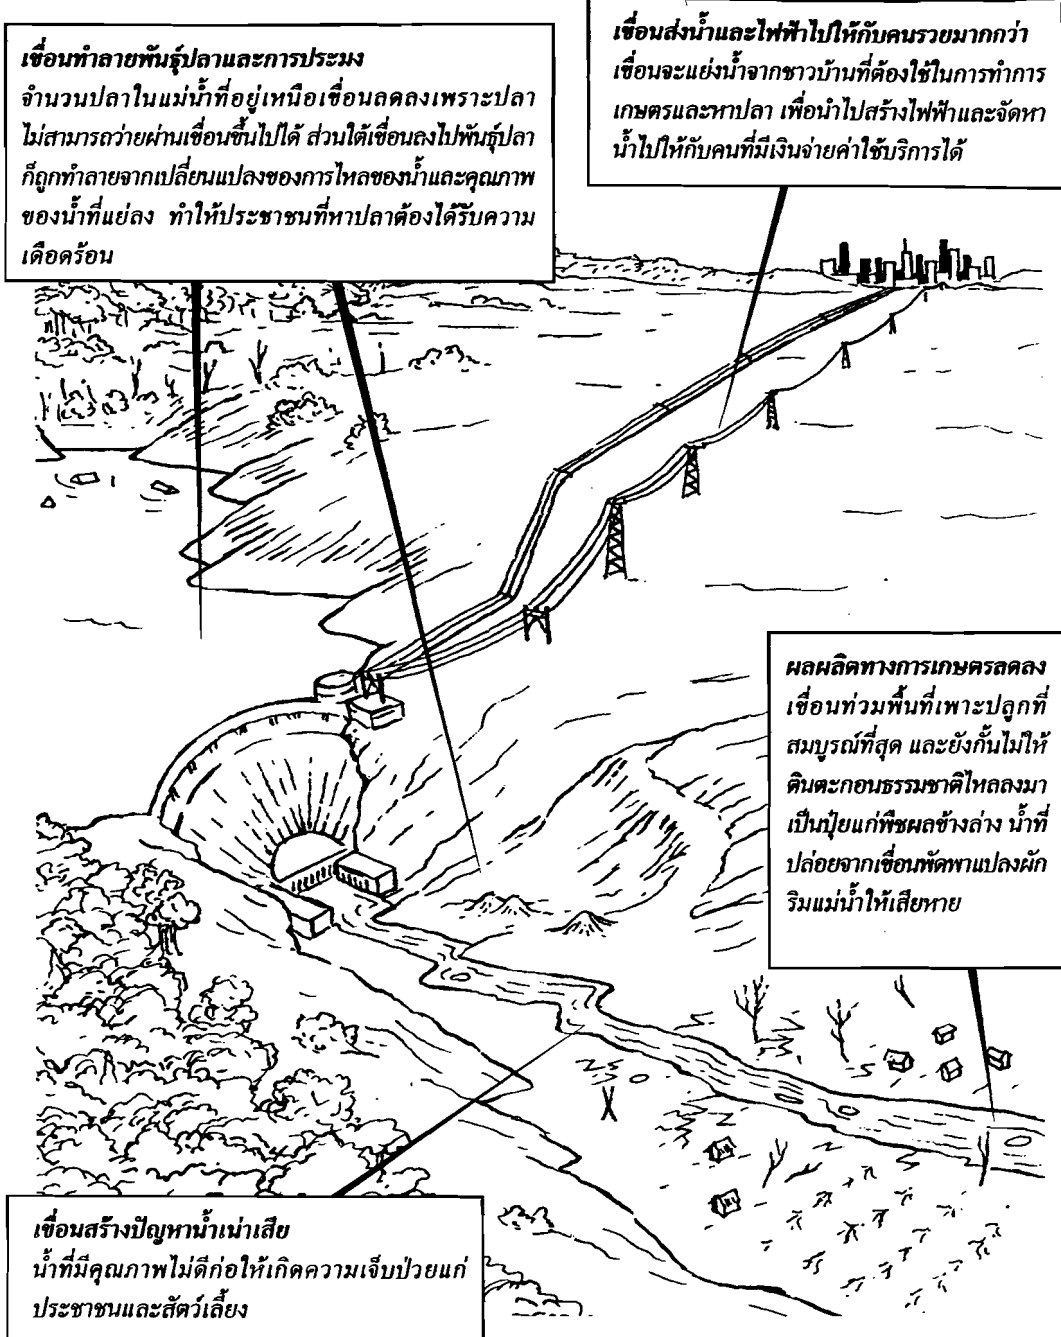 เขื่อนทำลายพันธุ์ปลาและการประมง
จำนวนปลาในแม่น้ำที่อยู่เหนือเขื่อนลดลงเพราะปลา
ไม่สามารถว่ายผ่านเขื่อนขึ้นไปได้ ส่วนใต้เขื่อนลงไปพันธุ์ปลา
ก็ถูกทำลายจากเปลี่ยนแปลงของการไหลของน้ำและคุณภาพ
ของน้ำที่แย่ลง ทำให้ประชาชนที่หาปลาต้องได้รับความ
เดือดร้อน
เขื่อนส่งน้ำและไฟฟ้าไปให้กับคนรวยมากกว่า
เขื่อนจะแย่งน้ำจากชาวบ้านที่ต้องใช้ในการทำการ
เกษตรและหาปลา เพื่อนำไปสร้างไฟฟ้าและจัดหา
น้ำไปให้กับคนที่มีเงินจ่ายค่าใช้บริการได้
ผลผลิตทางการเกษตรลดลง
เขื่อนท่วมพื้นที่เพาะปลูกที่
สมบูรณ์ที่สุด และยังกั้นไม่ให้
ดินตะกอนธรรมชาติไหลลงมา
เป็นปุ๋ยแก่พืชผลข้างล่าง น้ำที่
ปล่อยจากเขื่อนพัดพาแปลงผัก
ริมแม่น้ำให้เสียหาย
เขื่อนสร้างปัญหาน้ำเน่าเสีย
น้ำที่มีคุณภาพไม่ดีก่อให้เกิดความเจ็บป่วยแก่
ประชาชนและสัตว์เลี้ยง